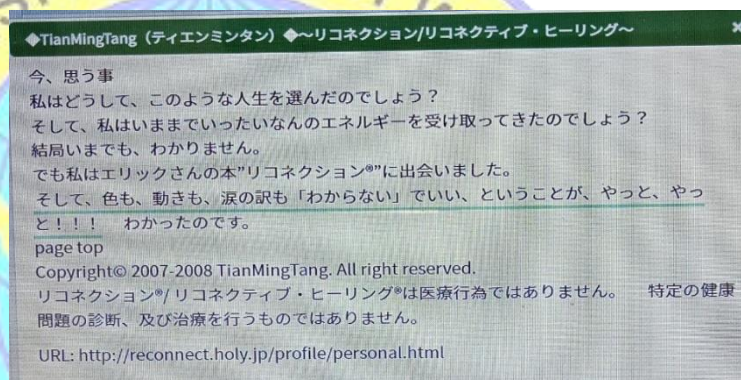 ◆TianMingTang（ティエンミンタン）◆～リコネクション/リコネクティブ・ヒーリング～
今、思う事
私はどうして、このような人生を選んだのでしょう？
そして、私はいままでいったいなんのエネルギーを受け取ってきたのでしょう？
結局いまでも、わかりません。
でも私はエリックさんの本”リコネクション®”に出会いました。
そして、色も、動きも、涙の訳も「わからない」でいい、ということが、やっと、やっ
と！！！　わかったのです。
page top
Copyright© 2007-2008 TianMingTang. All right reserved.
リコネクション®/ リコネクティブ・ヒーリング®は医療行為ではありません。　特定の健康
問題の診断、及び治療を行うものではありません。
URL: http://reconnect.holy.jp/profile/personal.html